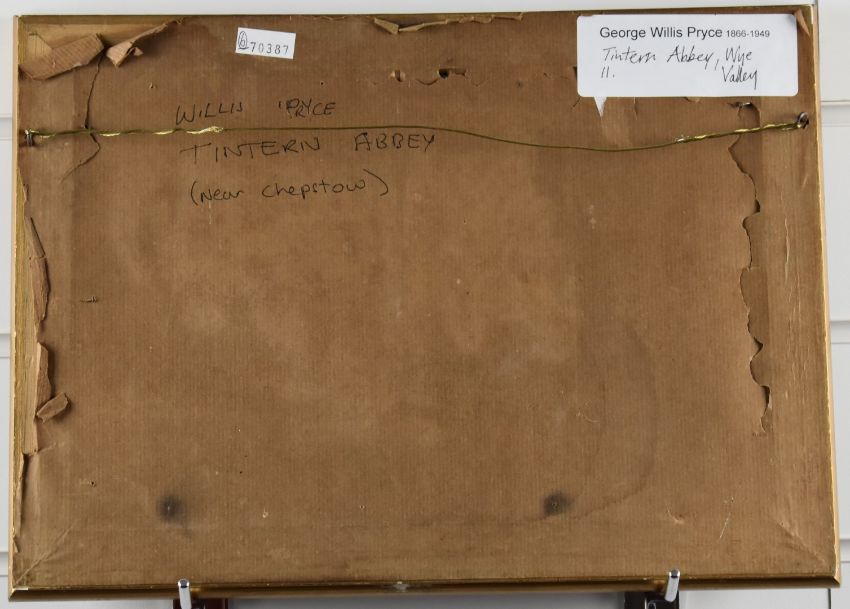 b 70387
George Willis Pryce 1866-1949
Tintern Abbey, Wye
11. Valley
WILLIS PRYCE
TINTERN ABBEY
(Near Chepstow)